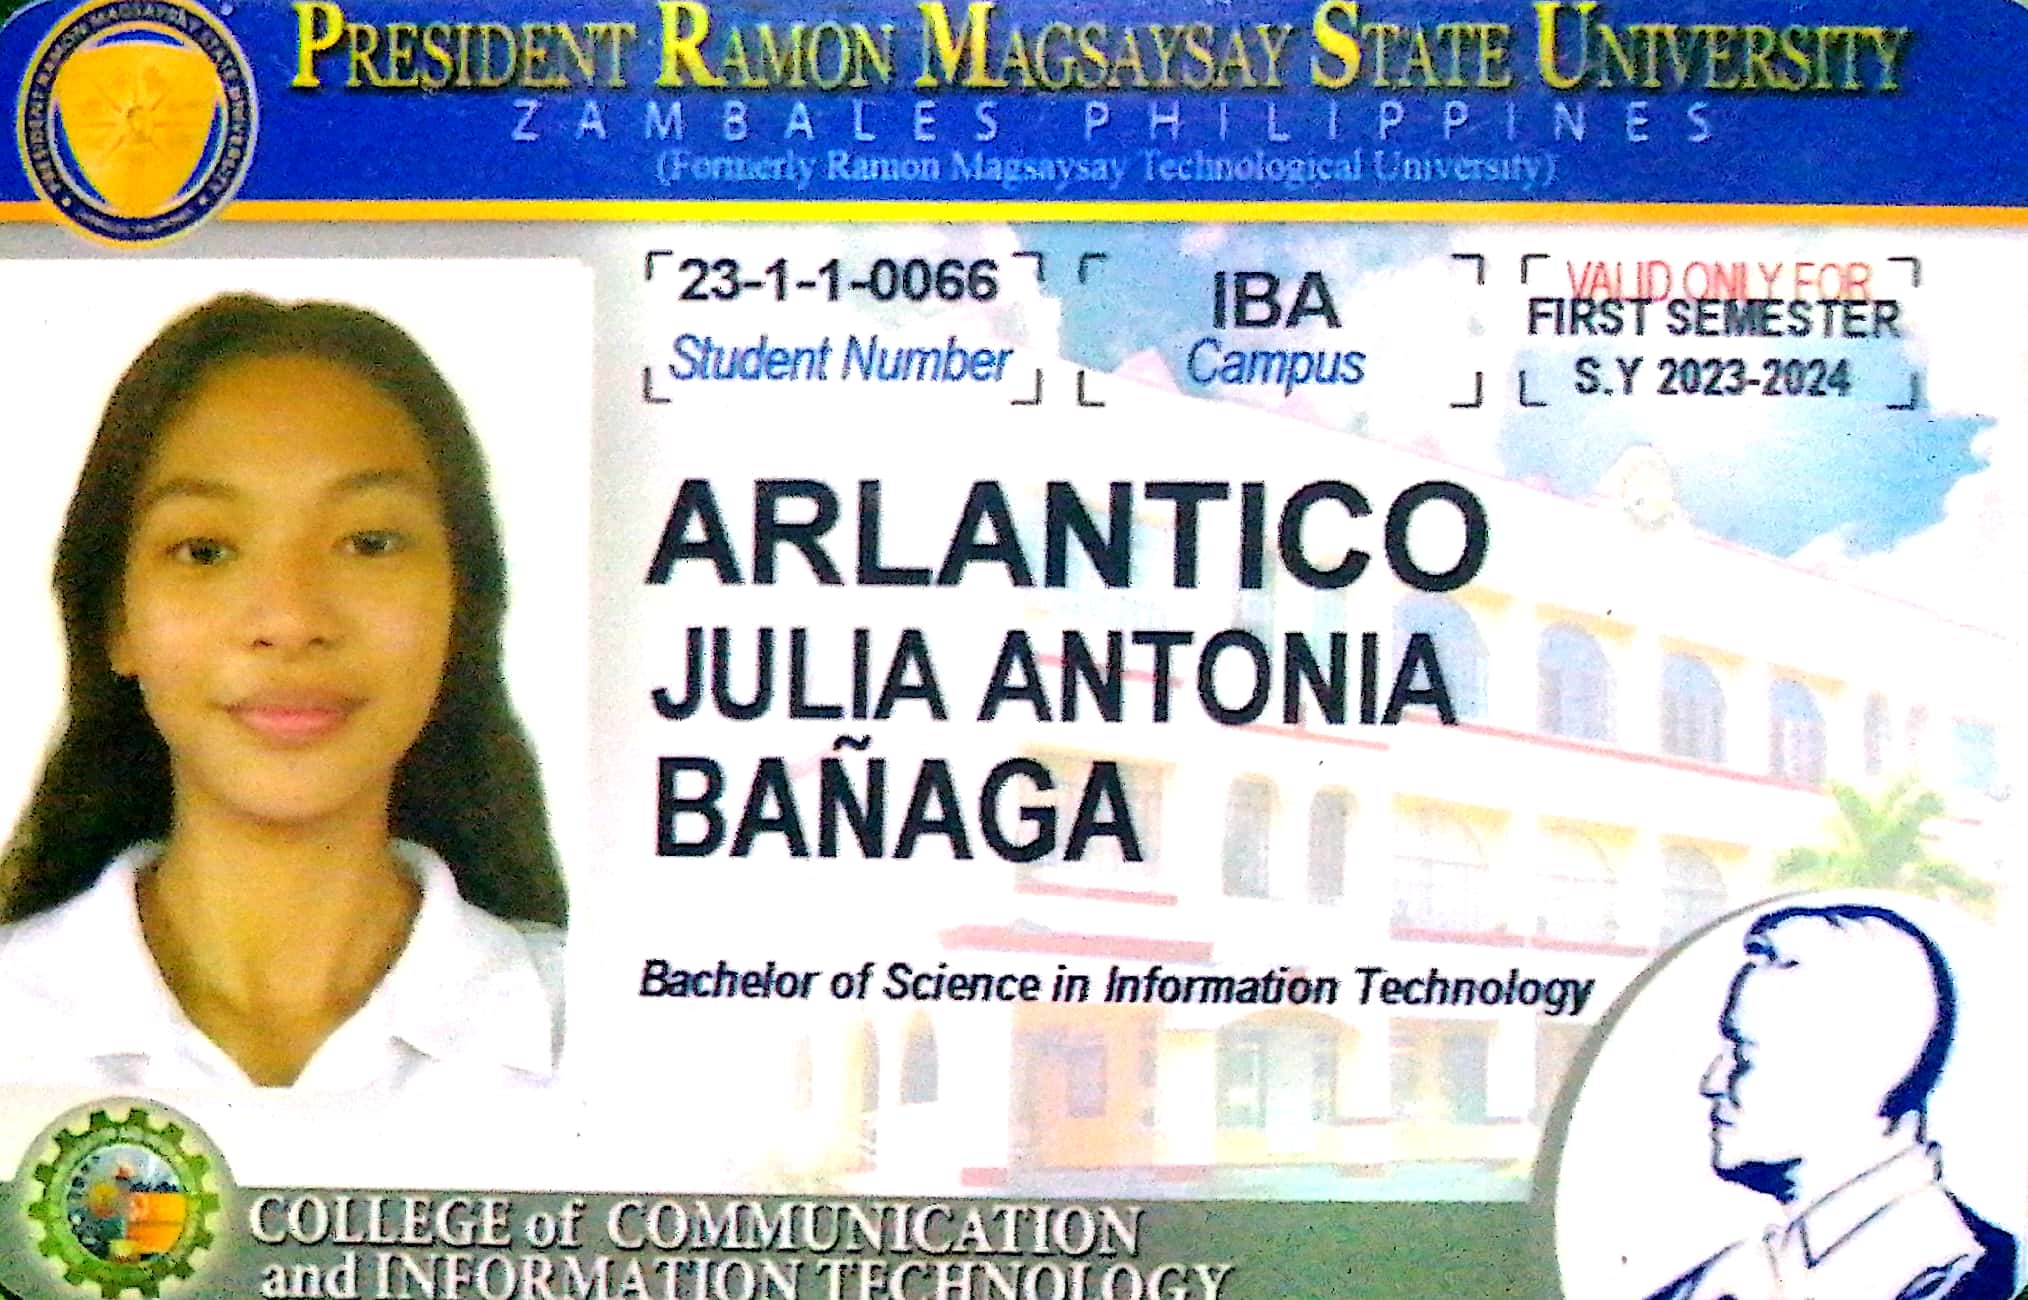 PRESIDENT RAMON MAGSAYSAY STATE UNIVERSITY
ZAMBALES PHILIPPINES
(Formerly Ramon Magsaysay Technological University)
23-1-1-0066
Student Number
IBA
Campus
VALID ONLY FOR
FIRST SEMESTER
S.Y 2023-2024
ARLANTICO
JULIA ANTONIA
BAÑAGA
Bachelor of Science in Information Technology
COLLEGE of COMMUNICATION
and INFORMATION TECHNOLOGY